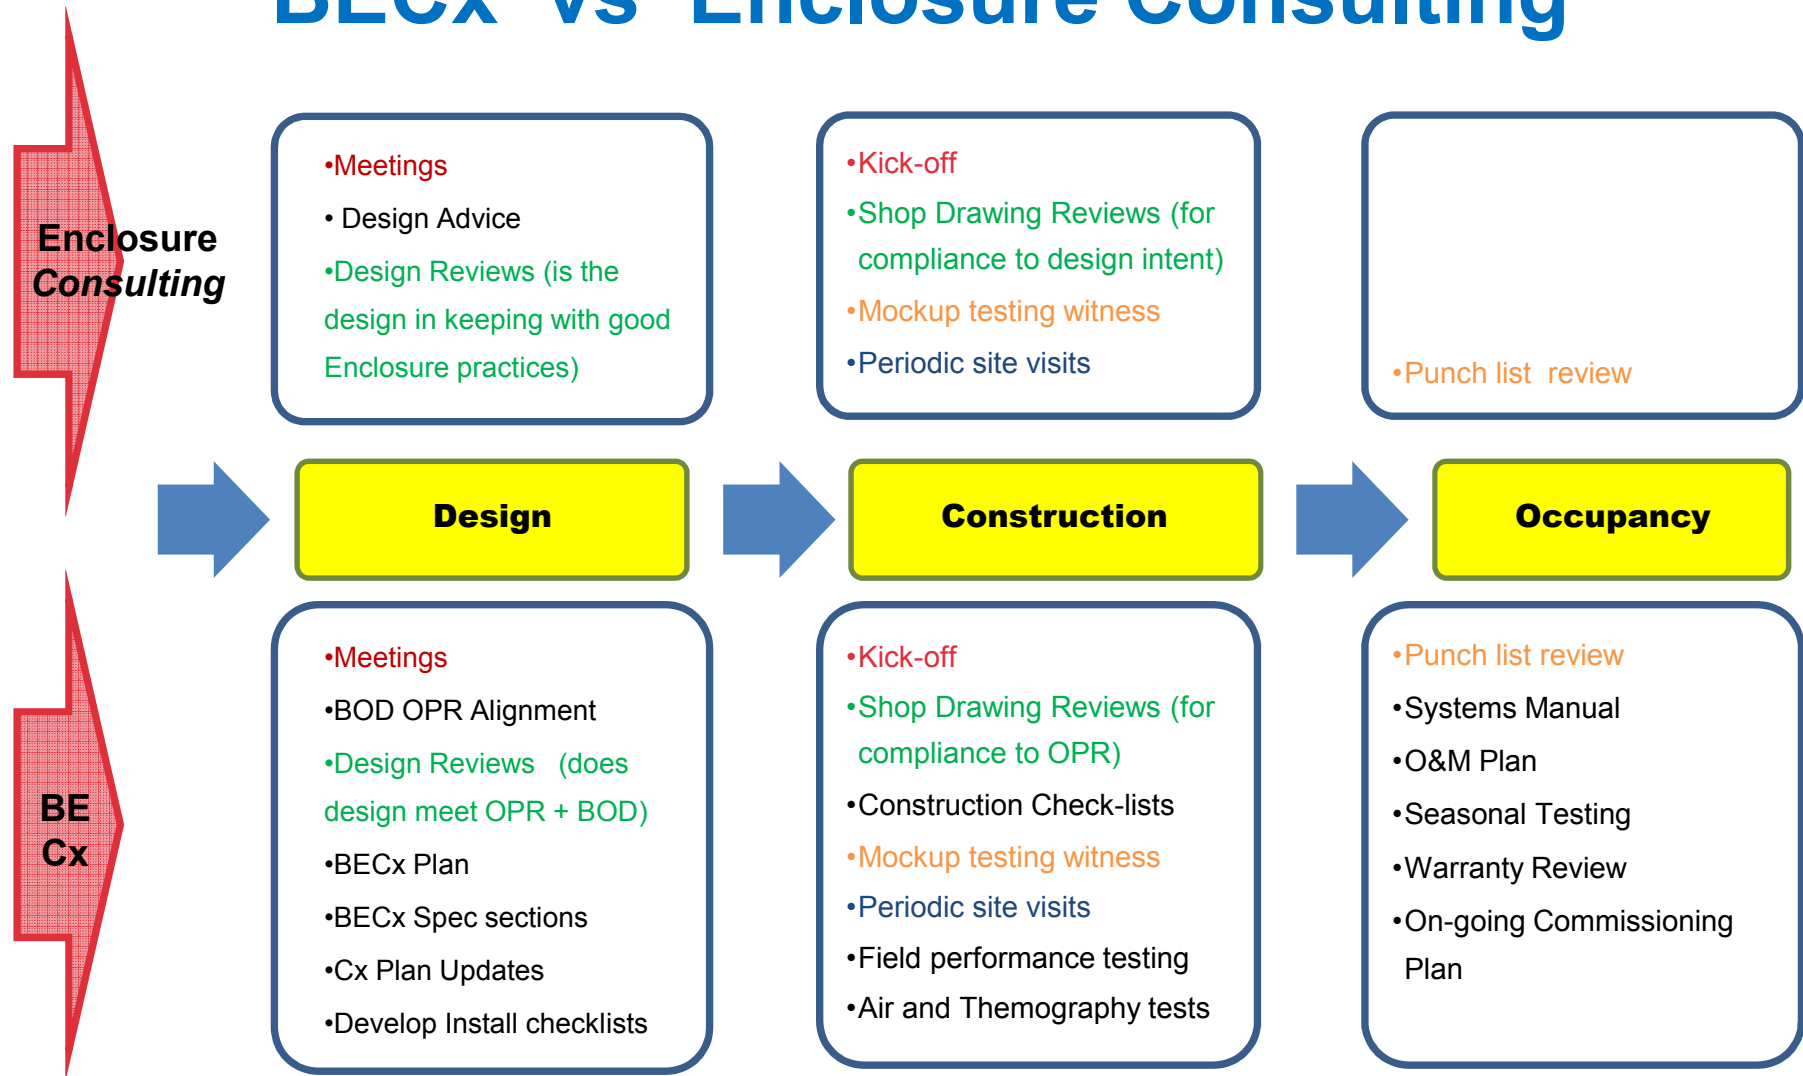 BECx vs Enclosure Consulting
Enclosure
Consulting
•Meetings
• Design Advice
•Design Reviews (is the
design in keeping with good
Enclosure practices)
•Kick-off
•Shop Drawing Reviews (for
compliance to design intent)
•Mockup testing witness
•Periodic site visits
•Punch list review
Design
Construction
Occupancy
BE
Cx
•Meetings
•BOD OPR Alignment
•Design Reviews (does
design meet OPR + BOD)
•BECx Plan
•BECx Spec sections
•Cx Plan Updates
•Develop Install checklists
•Kick-off
•Shop Drawing Reviews (for
compliance to OPR)
•Construction Check-lists
•Mockup testing witness
•Periodic site visits
•Field performance testing
•Air and Themography tests
•Punch list review
•Systems Manual
•O&M Plan
•Seasonal Testing
•Warranty Review
•On-going Commissioning
Plan